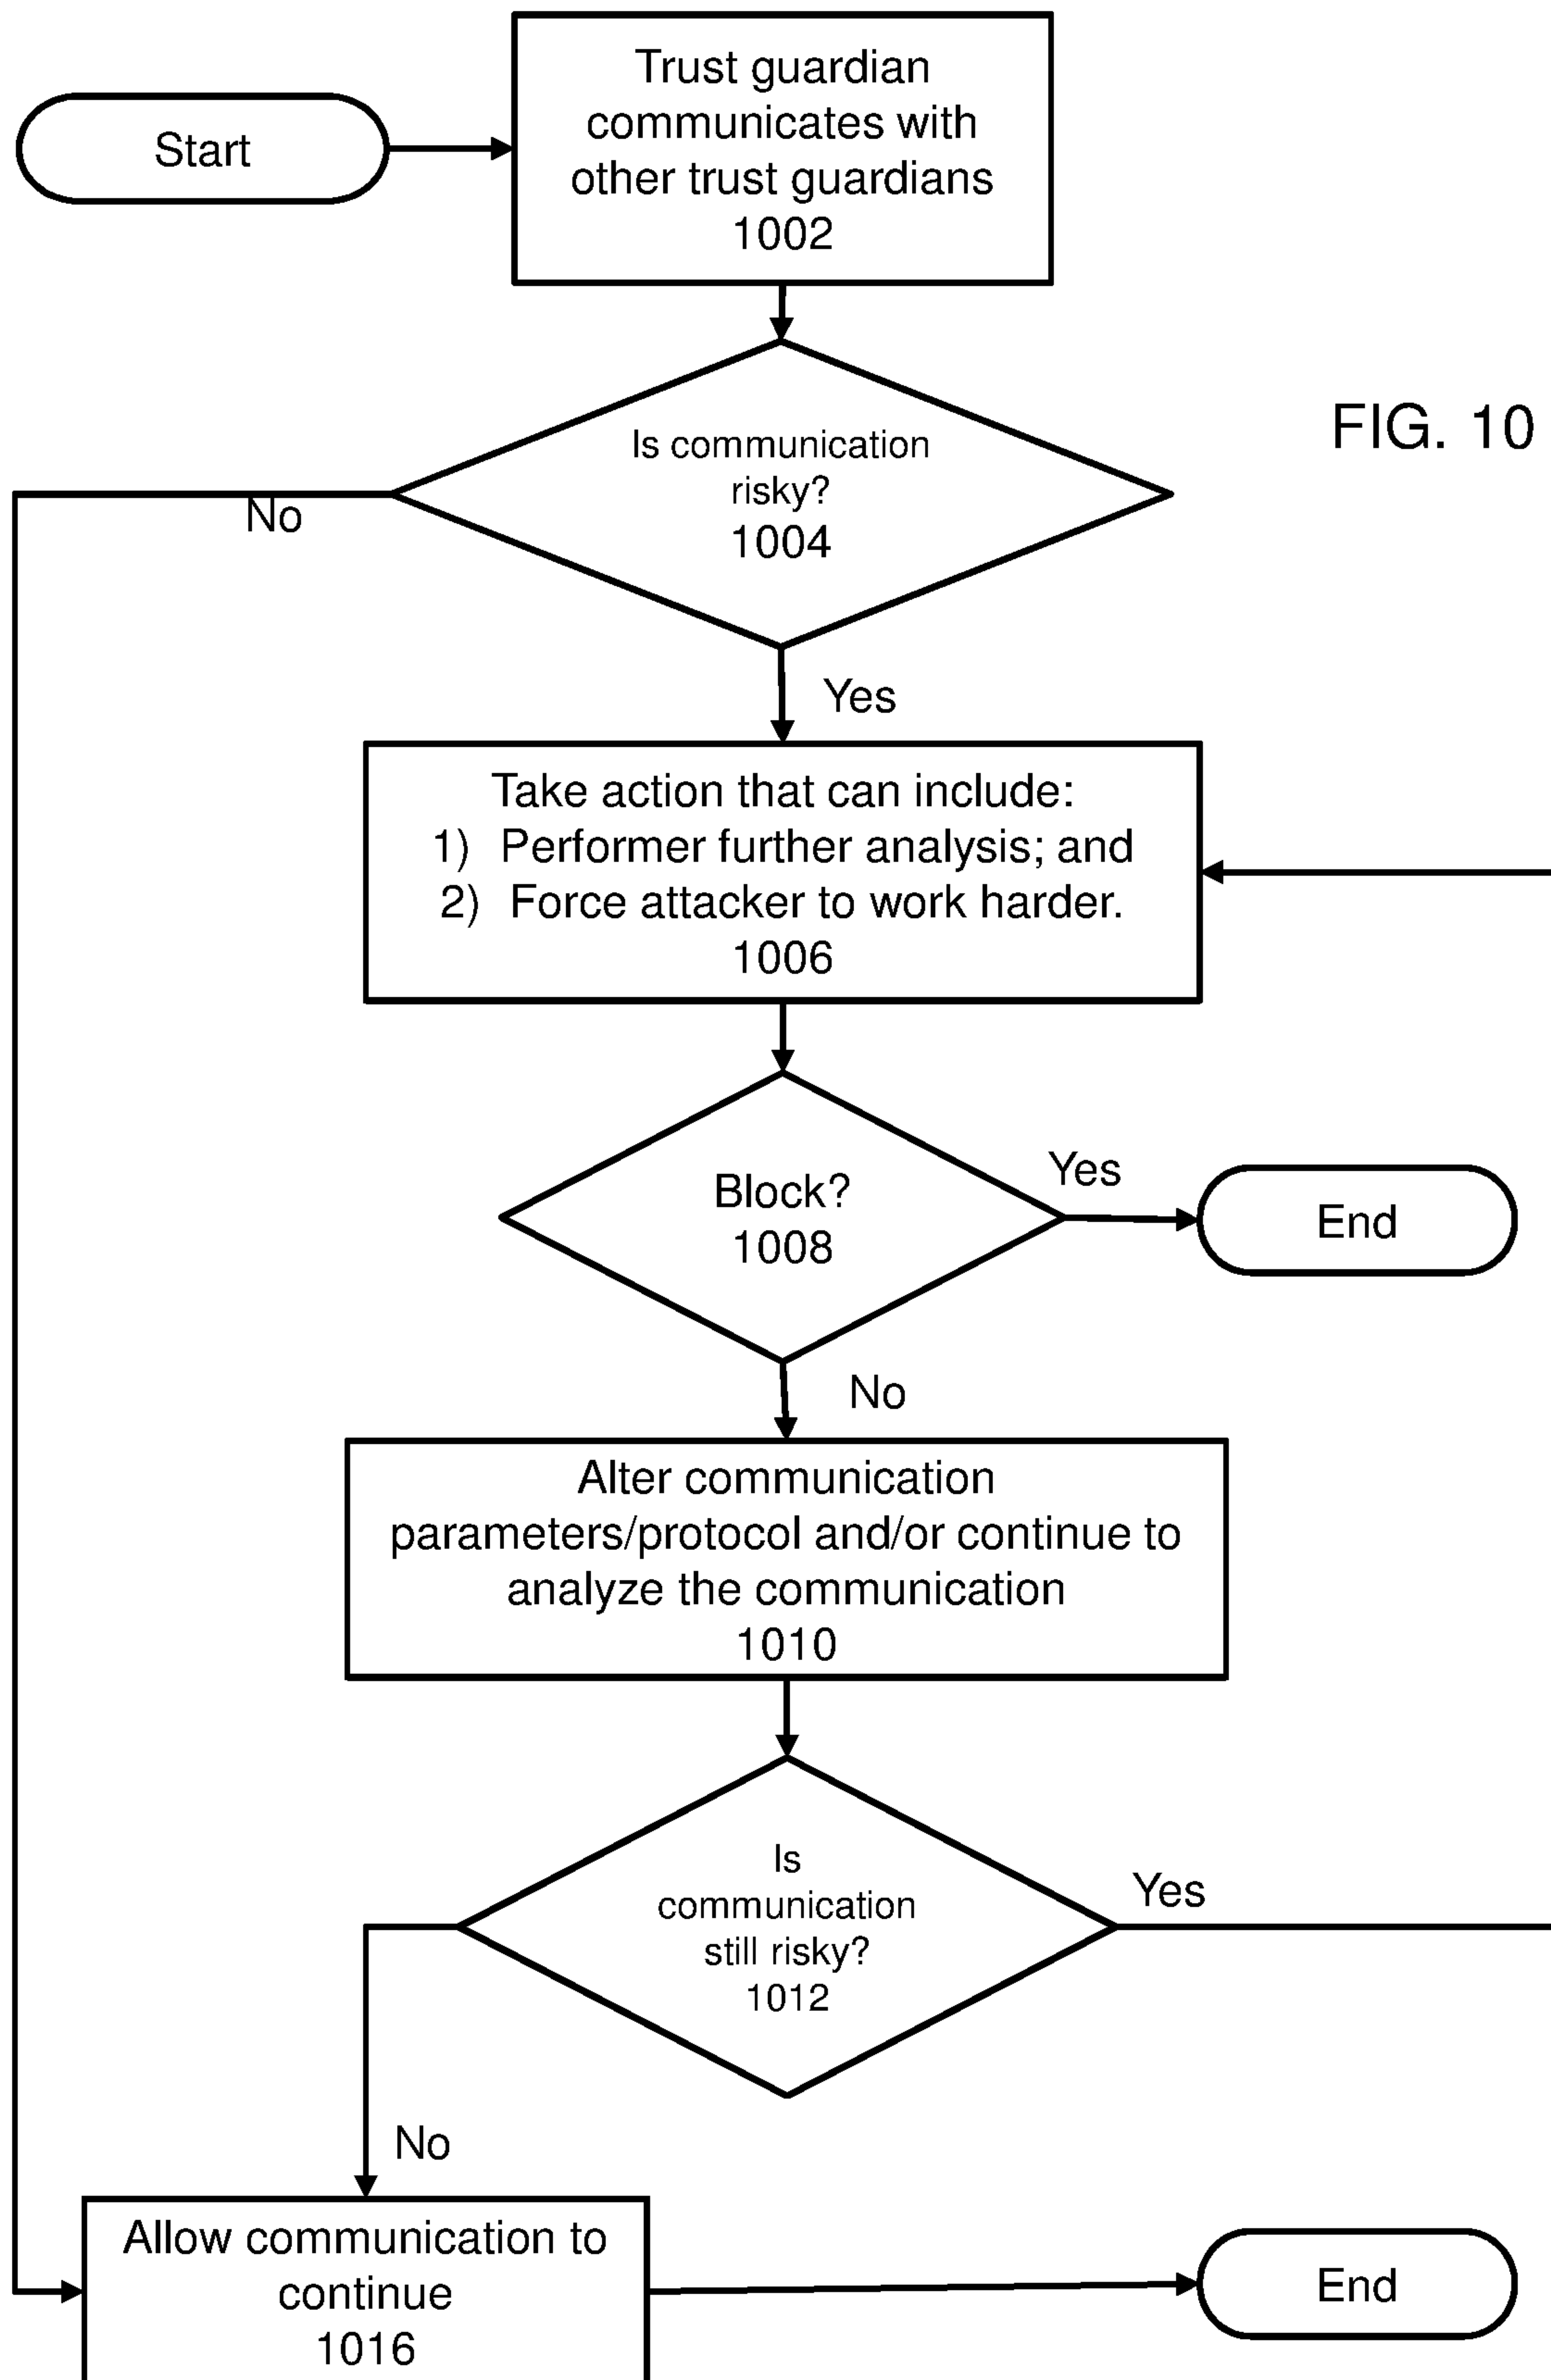 Trust guardian
communicates with
other trust guardians
1002
Start
Is communication
risky?
1004
FIG. 10
No
Yes
Take action that can include:
1) Performer further analysis; and
2) Force attacker to work harder.
1006
Block?
1008
Yes
End
No
Alter communication
parameters/protocol and/or continue to
analyze the communication
1010
Is
communication
still risky?
1012
Yes
No
Allow communication to
continue
1016
End